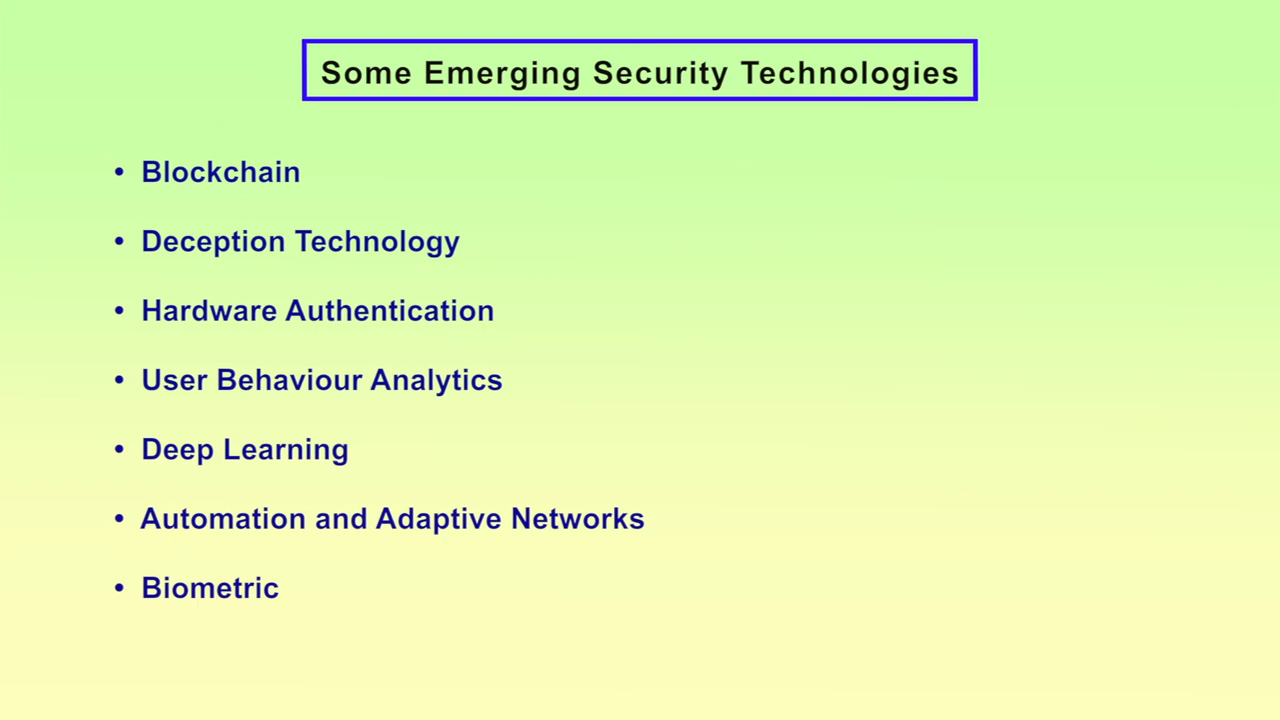 Some Emerging Security Technologies
• Blockchain
• Deception Technology
• Hardware Authentication
• User Behaviour Analytics
• Deep Learning
• Automation and Adaptive Networks
• Biometric